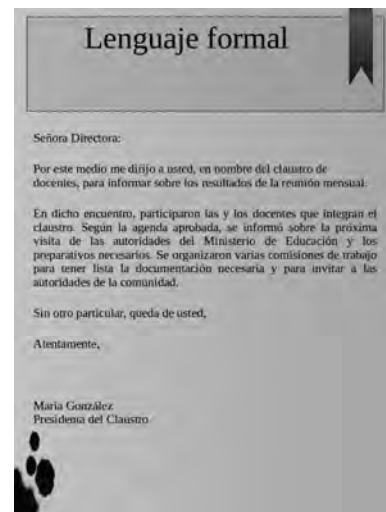 Lenguaje formal
Señora Directora:
Por este medio me dirijo a usted, en nombre del claustro de
docentes, para informar sobre los resultados de la reunión mensual.
En dicho encuentro, participaron las y los docentes que integran el
claustro. Según la agenda aprobada, se informó sobre la próxima
visita de las autoridades del Ministerio de Educación y los
preparativos necesarios. Se organizaron varias comisiones de trabajo
para tener lista la documentación necesaria y para invitar a las
autoridades de la comunidad.
Sin otro particular, queda de usted,
Atentamente,
María González
Presidenta del Claustro